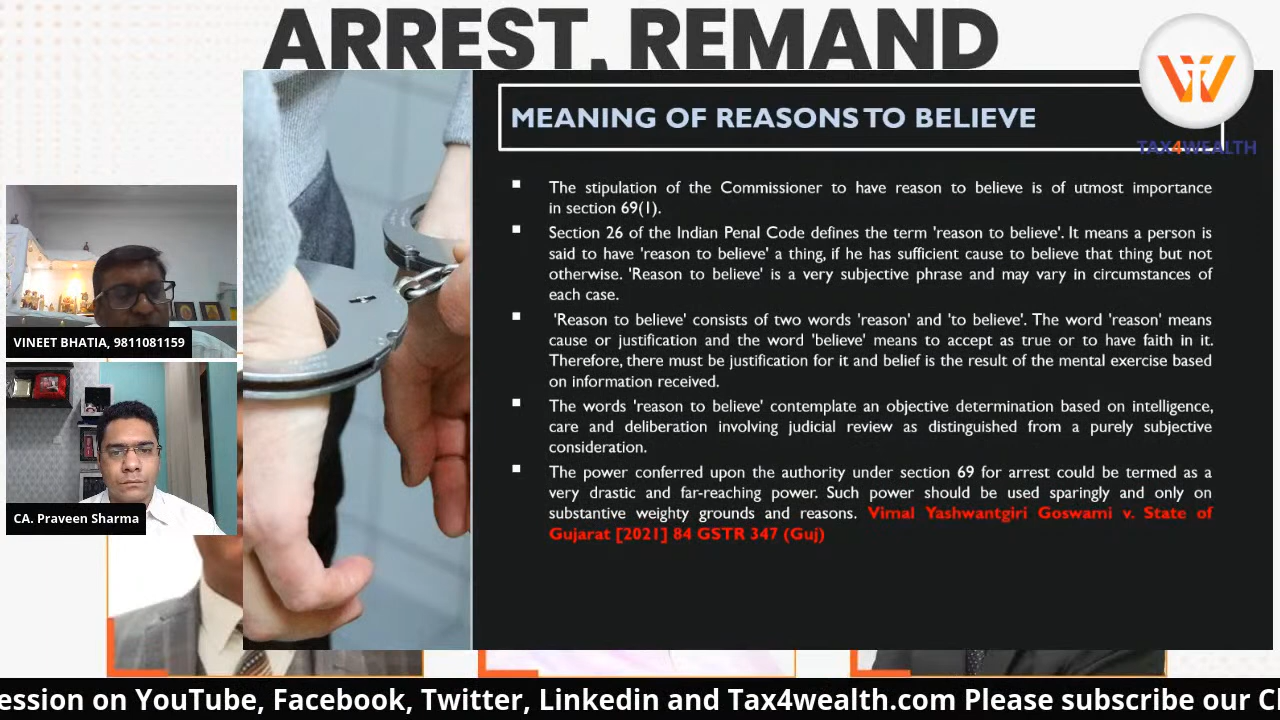 ARREST, REMAND
TAX4WEALTH
MEANING OF REASONS TO BELIEVE
▪ The stipulation of the Commissioner to have reason to believe is of utmost importance
in section 69(1).
▪ Section 26 of the Indian Penal Code defines the term 'reason to believe'. It means a person is
said to have 'reason to believe' a thing, if he has sufficient cause to believe that thing but not
otherwise. 'Reason to believe' is a very subjective phrase and may vary in circumstances of
each case.
▪ 'Reason to believe' consists of two words 'reason' and 'to believe'. The word 'reason' means
cause or justification and the word 'believe' means to accept as true or to have faith in it.
Therefore, there must be justification for it and belief is the result of the mental exercise based
on information received.
▪ The words 'reason to believe' contemplate an objective determination based on intelligence,
care and deliberation involving judicial review as distinguished from a purely subjective
consideration.
▪ The power conferred upon the authority under section 69 for arrest could be termed as a
very drastic and far-reaching power. Such power should be used sparingly and only on
substantive weighty grounds and reasons. Vimal Yashwantgiri Goswami v. State of
Gujarat [2021] 84 GSTR 347 (Guj)
VINEET BHATIA, 9811081159
CA. Praveen Sharma
ession on YouTube, Facebook, Twitter, Linkedin and Tax4wealth.com Please subscribe our C